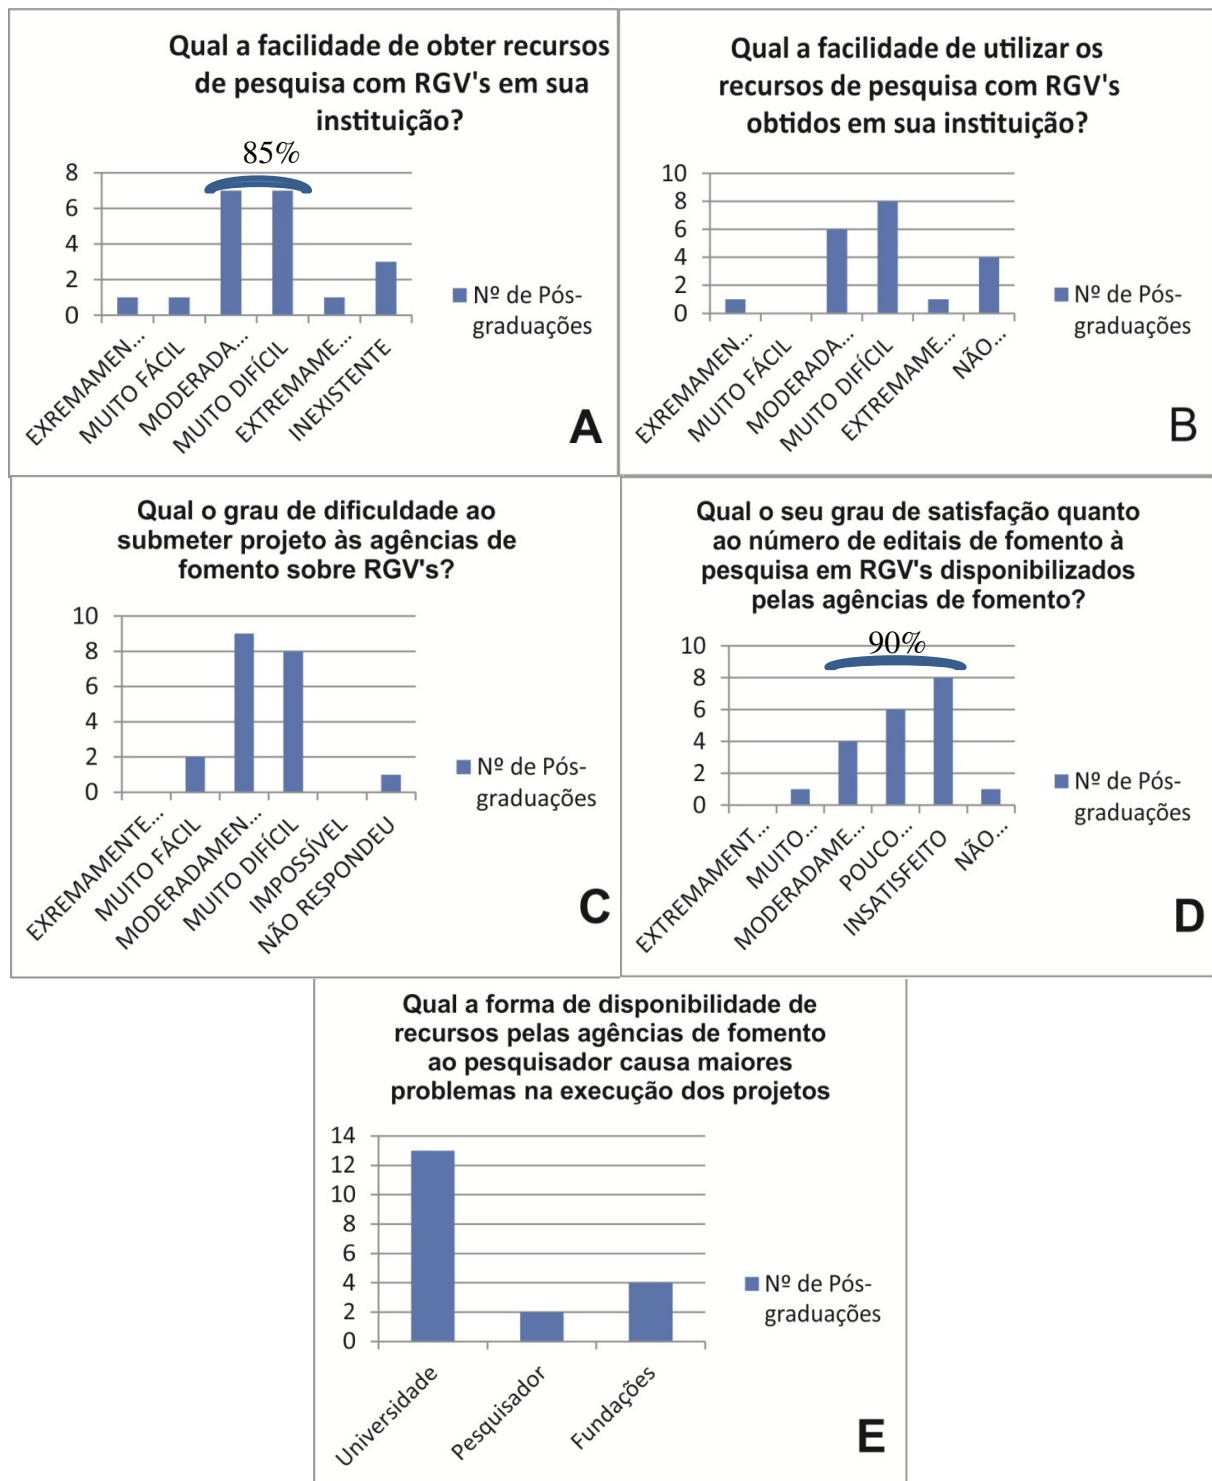 Qual a facilidade de obter recursos
de pesquisa com RGV's em sua
instituição?
85%
8
6
4
2
0
EXREMAMEN...
MUITO FÁCIL
MODERADA...
MUITO DIFÍCIL
EXTREMAME...
INEXISTENTE
Nº de Pós-
graduações
A
Qual a facilidade de utilizar os
recursos de pesquisa com RGV's
obtidos em sua instituição?
10
8
6
4
2
0
EXREMAMEN...
MUITO FÁCIL
MODERADA...
MUITO DIFÍCIL
EXTREMAME...
NÃO...
Nº de Pós-
graduações
B
Qual o grau de dificuldade ao
submeter projeto às agências de
fomento sobre RGV's?
10
8
6
4
2
0
EXREMAMENTE...
MUITO FÁCIL
MODERADAMEN...
MUITO DIFÍCIL
IMPOSSÍVEL
NÃO RESPONDEU
Nº de Pós-
graduações
C
Qual o seu grau de satisfação quanto
ao número de editais de fomento à
pesquisa em RGV's disponibilizados
pelas agências de fomento?
90%
10
8
6
4
2
0
EXTREMAMENT...
MUITO...
MODERADAME...
POUCO...
INSATISFEITO
NÃO...
Nº de Pós-
graduações
D
Qual a forma de disponibilidade de
recursos pelas agências de fomento
ao pesquisador causa maiores
problemas na execução dos projetos
14
12
10
8
6
4
2
0
Universidade
Pesquisador
Fundações
Nº de Pós-
graduações
E